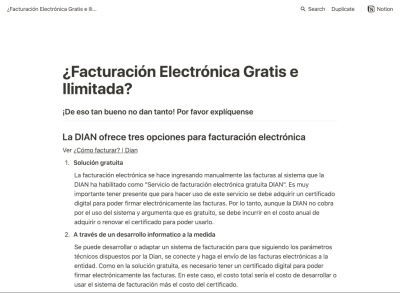 ¿Facturación Electrónica Gratis e Ili...
Search
Duplicate
Notion
¿Facturación Electrónica Gratis e
Ilimitada?
¡De eso tan bueno no dan tanto! Por favor explíquense
La DIAN ofrece tres opciones para facturación electrónica
Ver ¿Cómo facturar? | Dian
1. Solución gratuita
La facturación electrónica se hace ingresando manualmente las facturas al sistema que la
DIAN ha habilitado como "Servicio de facturación electrónica gratuita DIAN". Es muy
importante tener presente que para hacer uso de este servicio se debe adquirir un certificado
digital para poder firmar electrónicamente las facturas. Por lo tanto, aunque la DIAN no cobra
por el uso del sistema y argumenta que es gratuito, se debe incurrir en el costo anual de
adquirir o renovar el certificado para poder usarlo.
2. A través de un desarrollo informatico a la medida
Se puede desarrollar o adaptar un sistema de facturación para que siguiendo los parámetros
técnicos dispuestos por la Dian, se conecte y haga el envío de las facturas electrónicas a la
entidad. Como en la solución gratuita, es necesario tener un certificado digital para poder
firmar electrónicamente las facturas. En este caso, el costo total sería el costo de desarrollar o
usar el sistema de facturación más el costo del certificado.